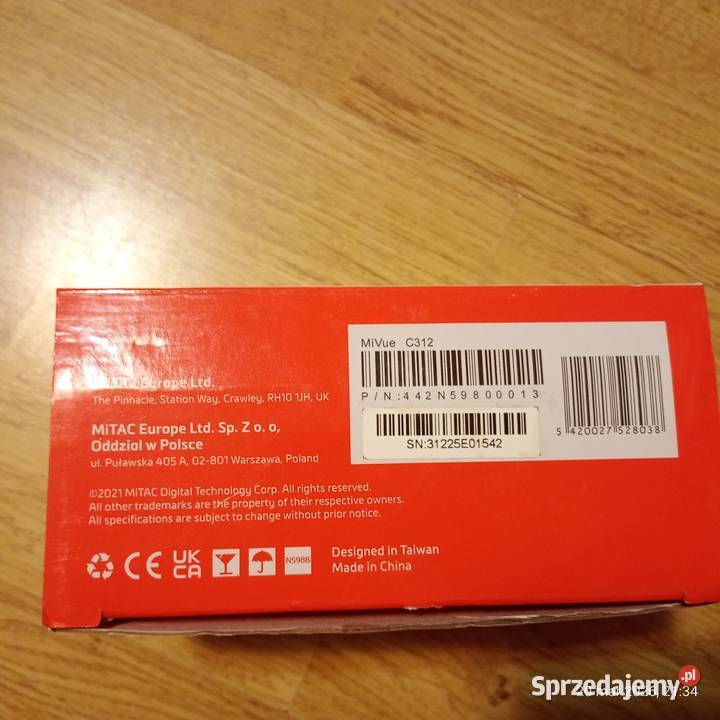 MiVue C312
P/N:442N59800013
SN:31225E01542
5 420027 528038
Europe Ltd.
The Pinnacle, Station Way, Crawley, RH10 1JH, UK
MiTAC Europe Ltd. Sp. Z o. o,
Oddzial w Polsce
ul. Puławska 405 A, 02-801 Warszawa, Poland
©2021 MiTAC Digital Technology Corp. All rights reserved.
All other trademarks are the property of their respective owners.
All specifications are subject to change without prior notice.
CE
UK
CA
N598B
Designed in Taiwan
Made in China
Sprzedajemy.pl